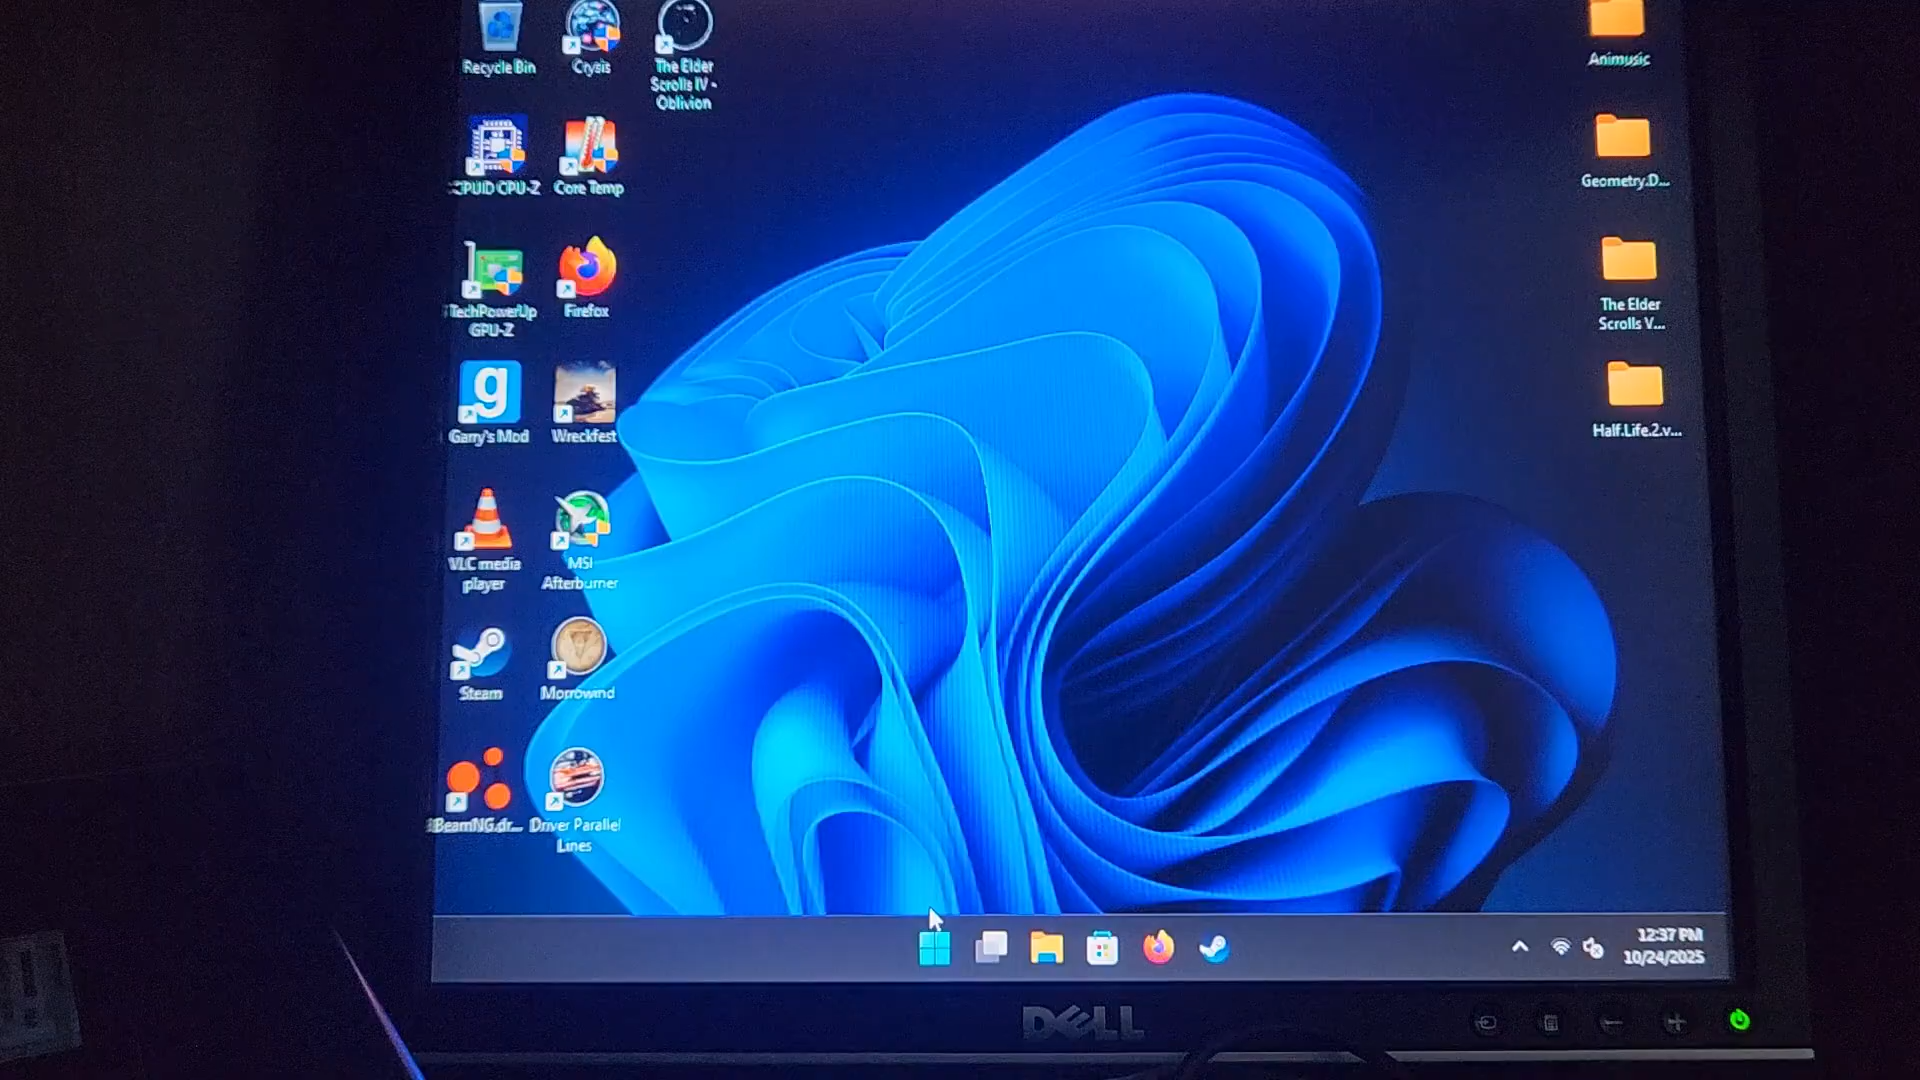 Recycle Bin
Crysis
The Elder
Scrolls IV -
Oblivion
CPUID CPU-Z
Core Temp
TechPowerUp
GPU-Z
Firefox
g
Garry's Mod
Wreckfest
VLC media
player
MSI
Afterburner
Steam
Morrowind
BeamNG.dr...
Driver Parallel
Lines
Animusic
Geometry.D...
The Elder
Scrolls V...
Half.Life.2.v...
12:37 PM
10/24/2025
DELL